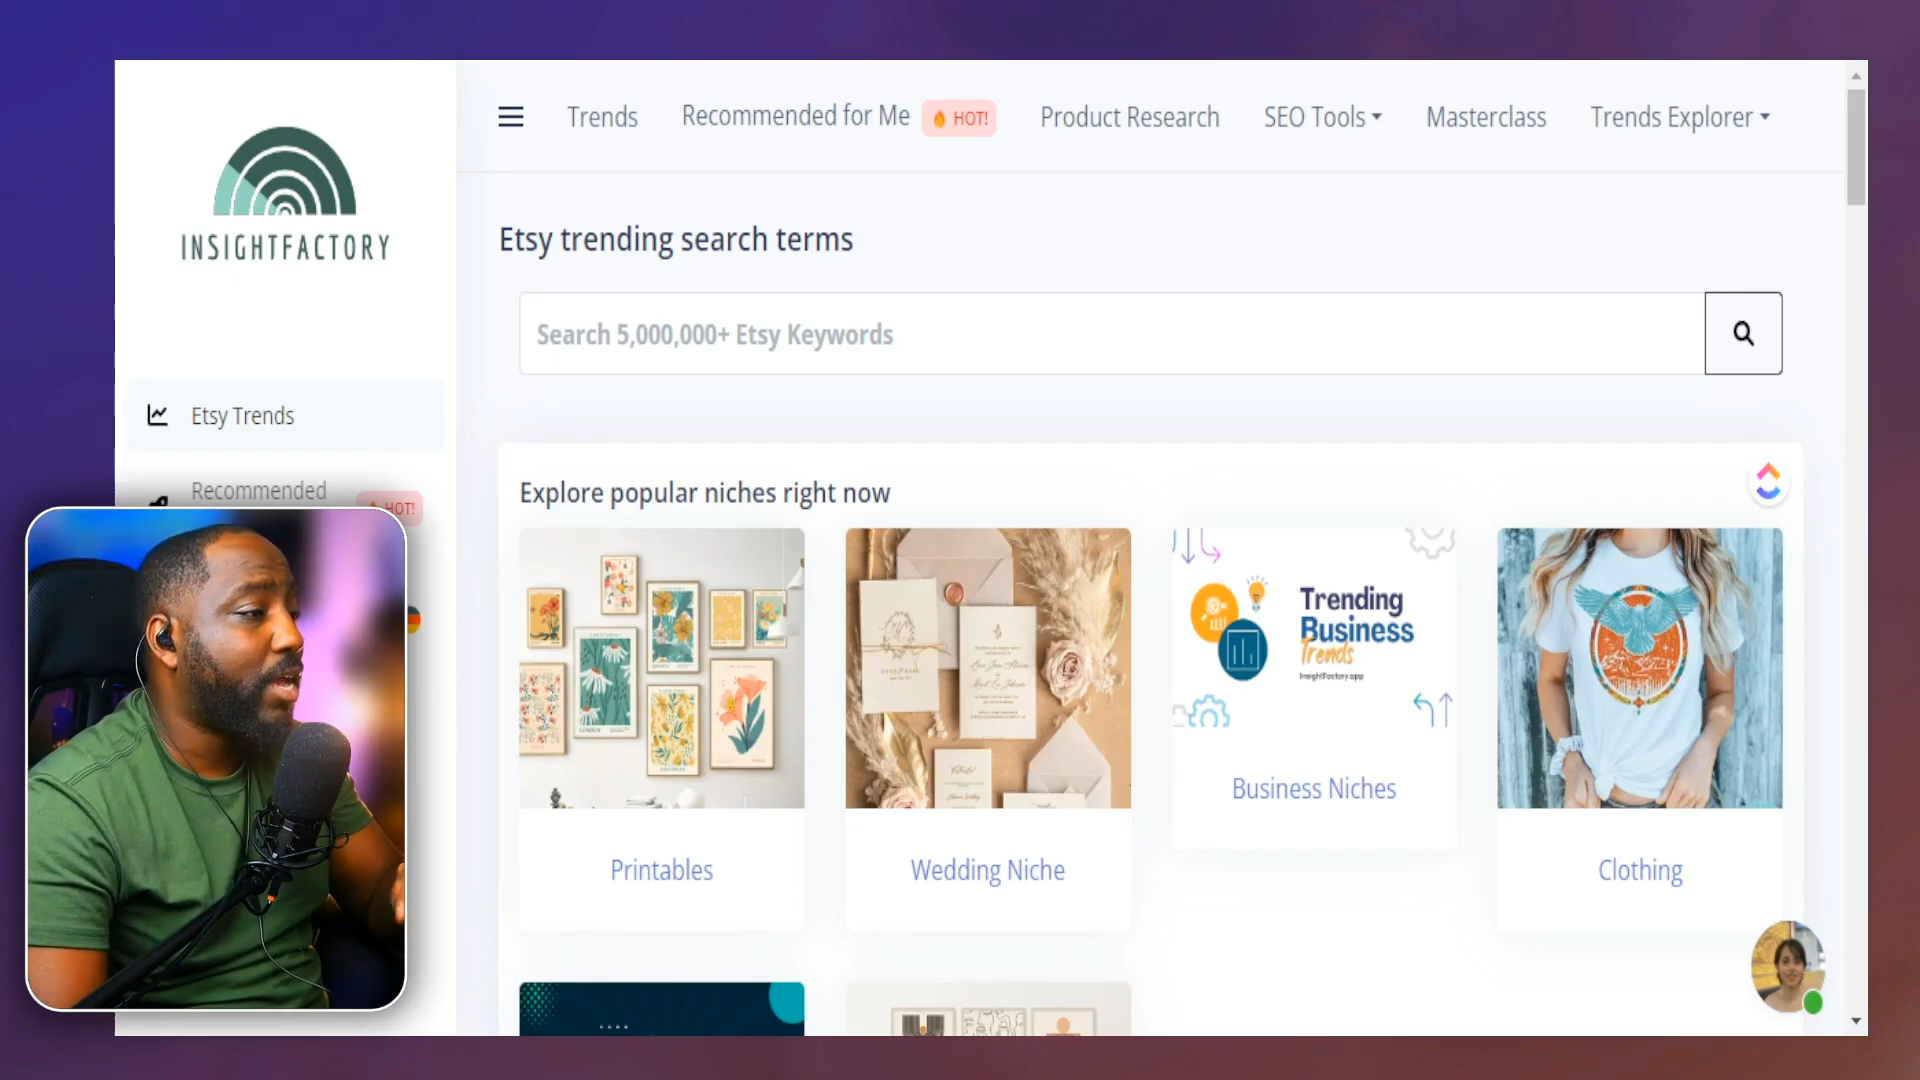 INSIGHTFACTORY
Trends
Recommended for Me
HOT!
Product Research
SEO Tools
Masterclass
Trends Explorer
Etsy trending search terms
Search 5,000,000+ Etsy Keywords
Etsy Trends
Recommended
HOT!
Explore popular niches right now
Trending
Business
Trends
InsightFactory.app
Printables
Wedding Niche
Business Niches
Clothing